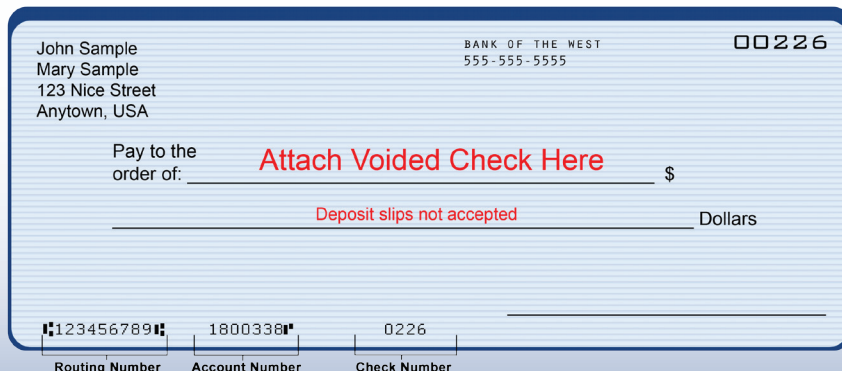 John Sample
Mary Sample
123 Nice Street
Anytown, USA
BANK OF THE WEST
555-555-5555
00226
Pay to the
order of: Attach Voided Check Here $
Deposit slips not accepted Dollars
⑆123456789⑆ 1800338⑈ 0226
Routing Number Account Number Check Number